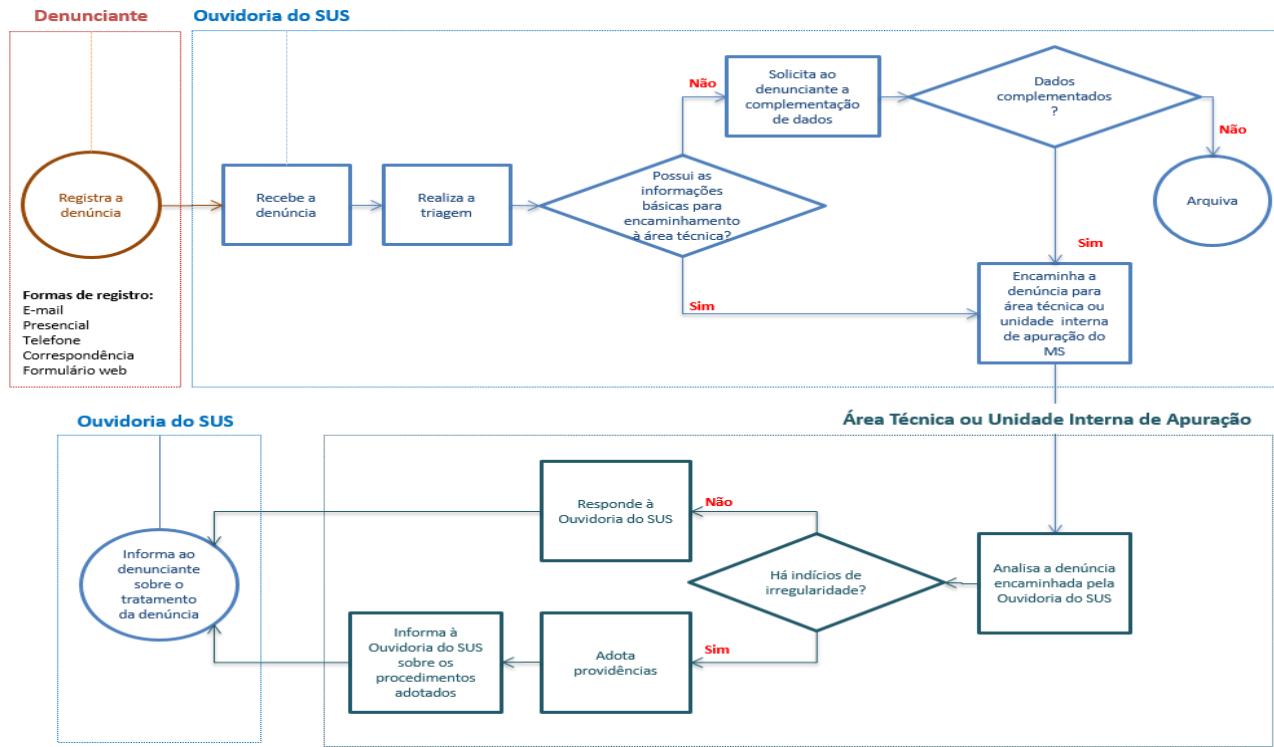 Denunciante
Ouvidoria do SUS
Registra a
denúncia
Formas de registro:
E-mail
Presencial
Telefone
Correspondência
Formulário web
Recebe a
denúncia
Realiza a
triagem
Possui as
informações
básicas para
encaminhamento
à área técnica?
Não
Sim
Solicita ao
denunciante a
complementação
de dados
Dados
complementados
?
Não
Arquiva
Sim
Encaminha a
denúncia para
área técnica ou
unidade interna
de apuração do
MS
Área Técnica ou Unidade Interna de Apuração
Analisa a denúncia
encaminhada pela
Ouvidoria do SUS
Há indícios de
irregularidade?
Não
Responde à
Ouvidoria do SUS
Sim
Adota
providências
Informa à
Ouvidoria do SUS
sobre os
procedimentos
adotados
Ouvidoria do SUS
Informa ao
denunciante
sobre o
tratamento
da denúncia